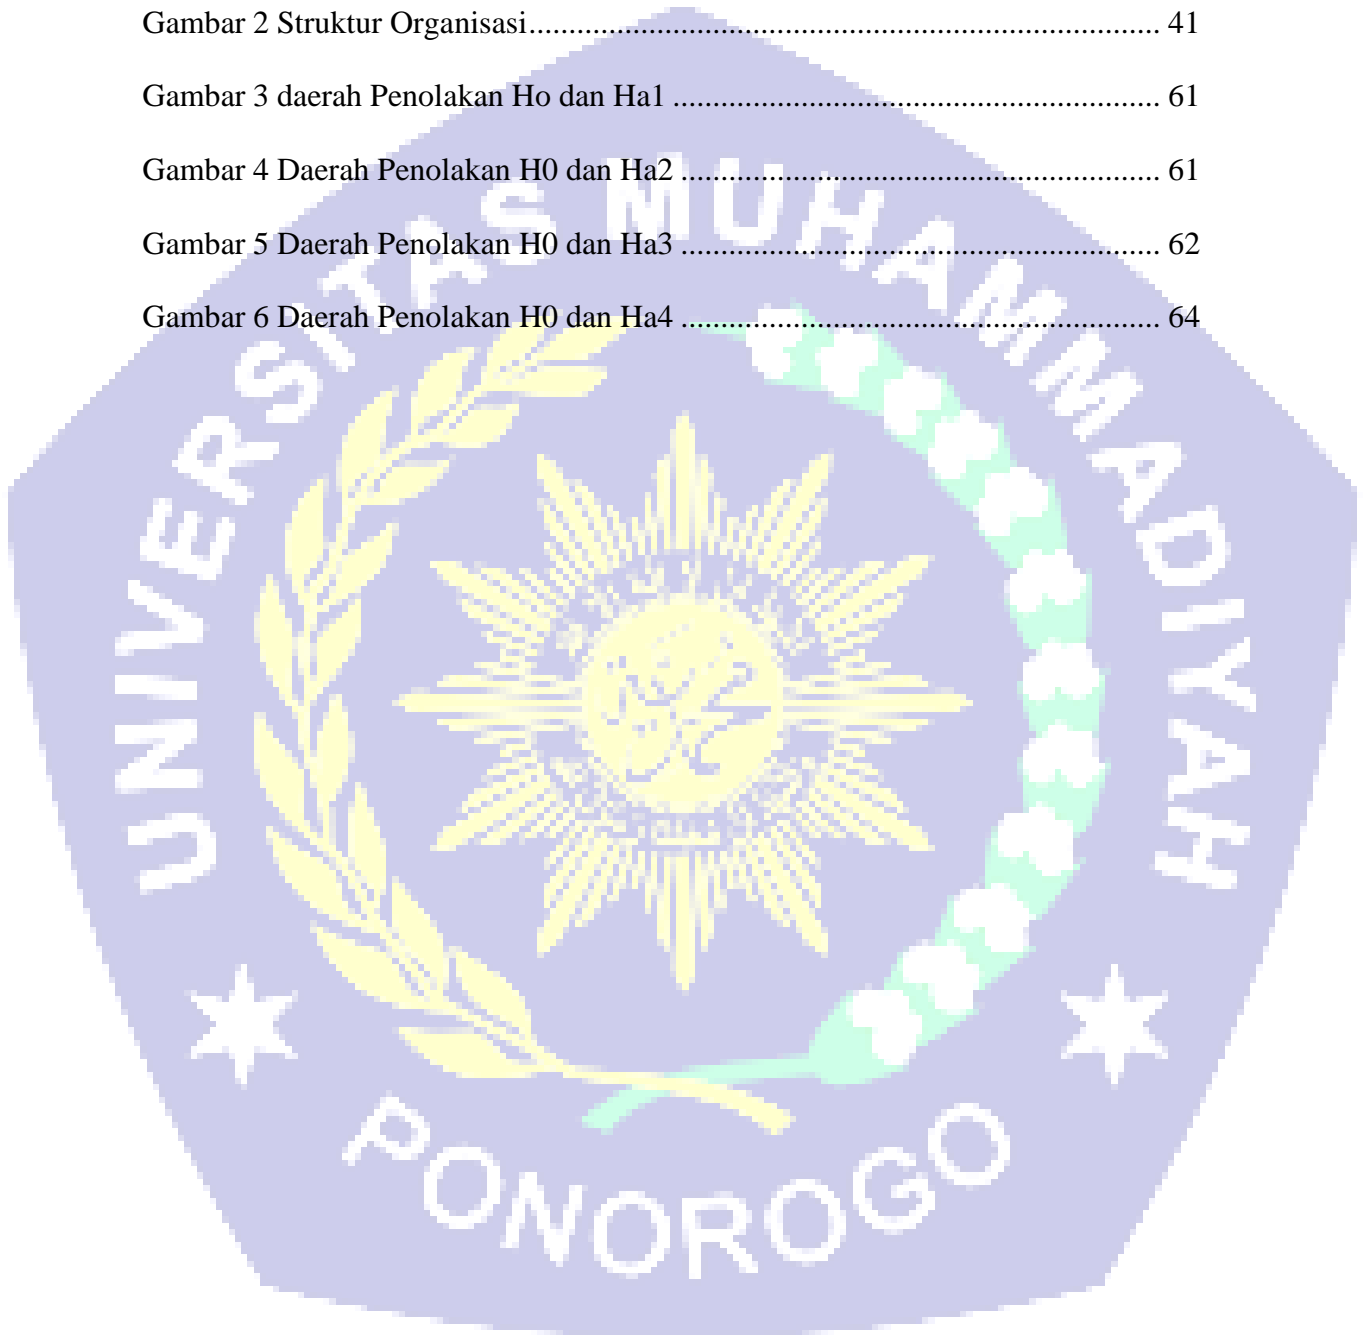 Gambar 2 Struktur Organisasi............................................................................... 41
Gambar 3 daerah Penolakan Ho dan Ha1 ............................................................. 61
Gambar 4 Daerah Penolakan H0 dan Ha2 ............................................................ 61
Gambar 5 Daerah Penolakan H0 dan Ha3 ............................................................ 62
Gambar 6 Daerah Penolakan H0 dan Ha4 ............................................................ 64
UNIVERSITAS MUHAMMADIYAH
PONOROGO